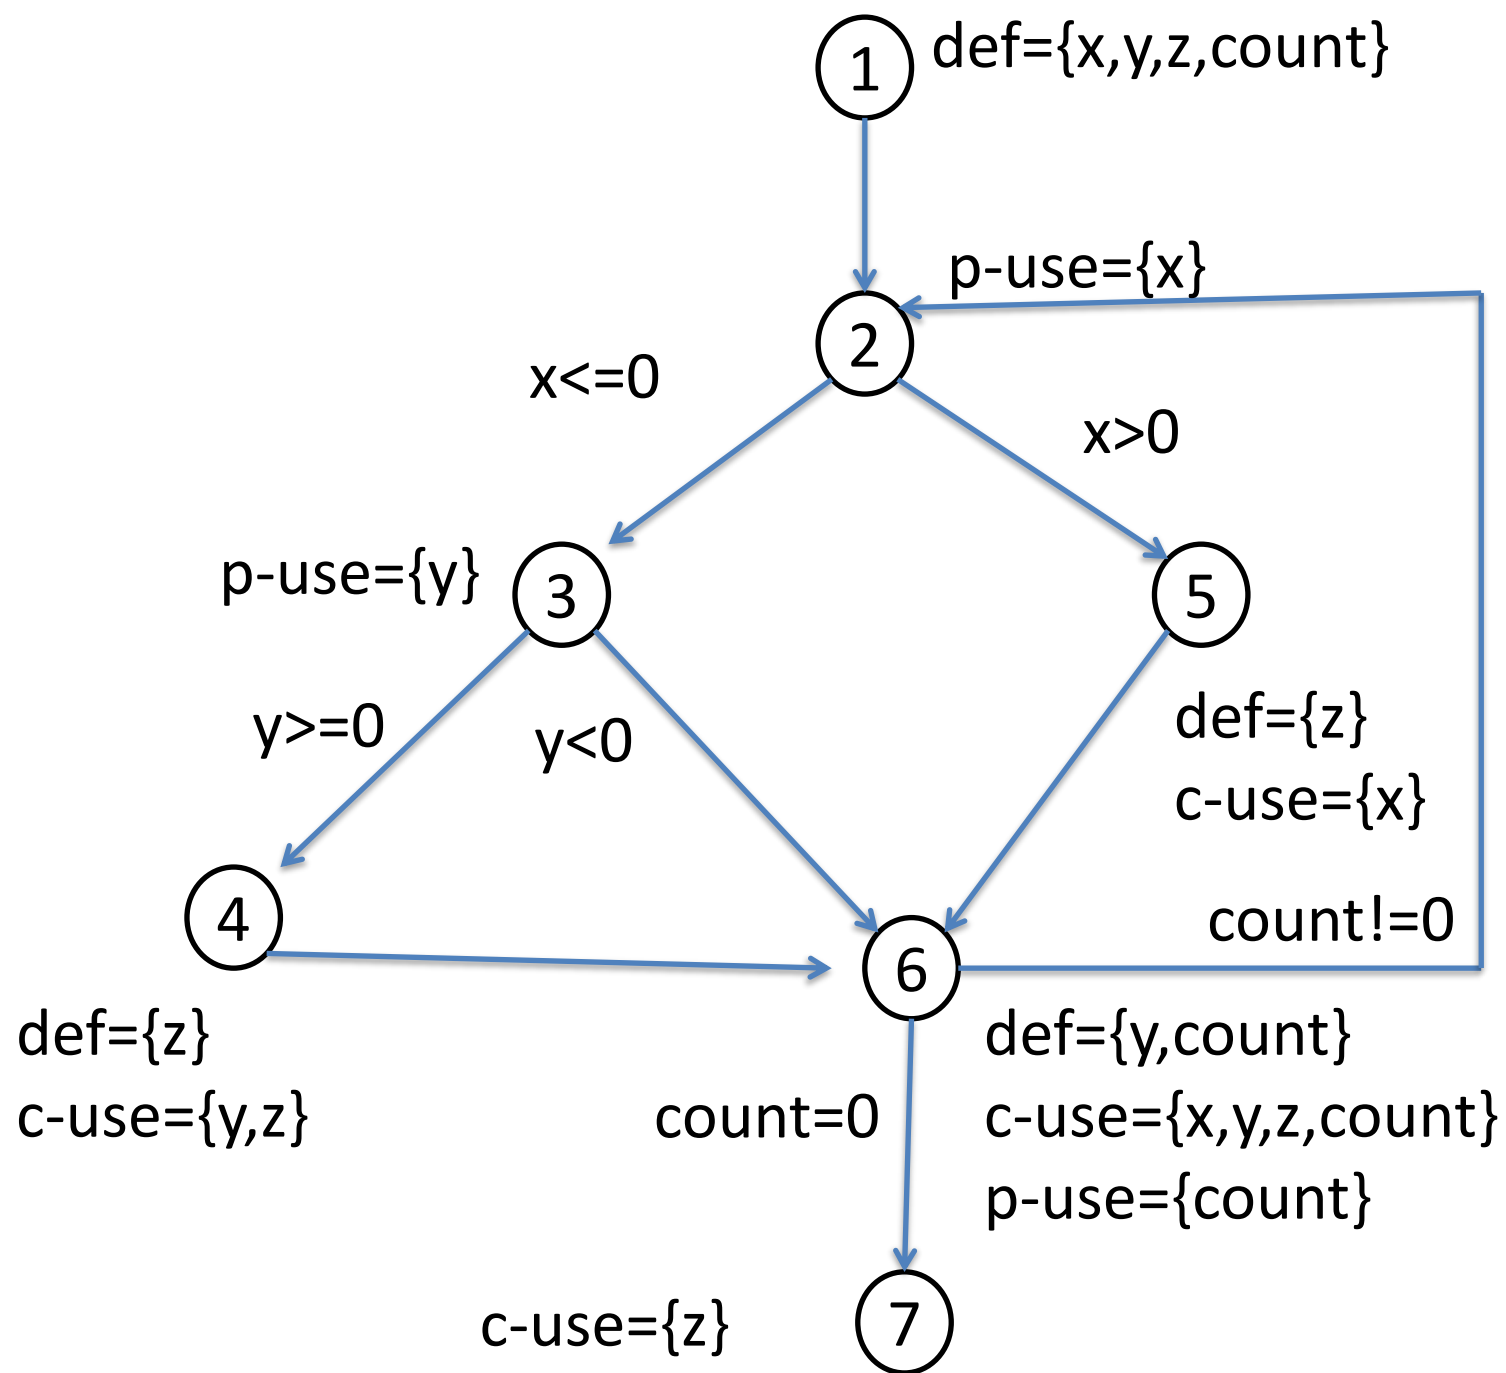 1
def={x,y,z,count}
p-use={x}
2
x<=0
x>0
p-use={y}
3
5
y>=0
y<0
def={z}
c-use={x}
4
6
count!=0
def={z}
c-use={y,z}
count=0
def={y,count}
c-use={x,y,z,count}
p-use={count}
c-use={z}
7